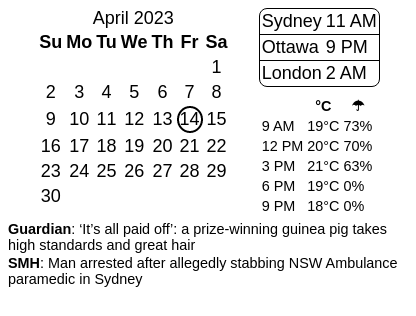 April 2023
Su Mo Tu We Th Fr Sa
1
2 3 4 5 6 7 8
9 10 11 12 13 14 15
16 17 18 19 20 21 22
23 24 25 26 27 28 29
30
Sydney 11 AM
Ottawa 9 PM
London 2 AM
°C ☂
9 AM 19°C 73%
12 PM 20°C 70%
3 PM 21°C 63%
6 PM 19°C 0%
9 PM 18°C 0%
Guardian: ‘It’s all paid off’: a prize-winning guinea pig takes
high standards and great hair
SMH: Man arrested after allegedly stabbing NSW Ambulance
paramedic in Sydney